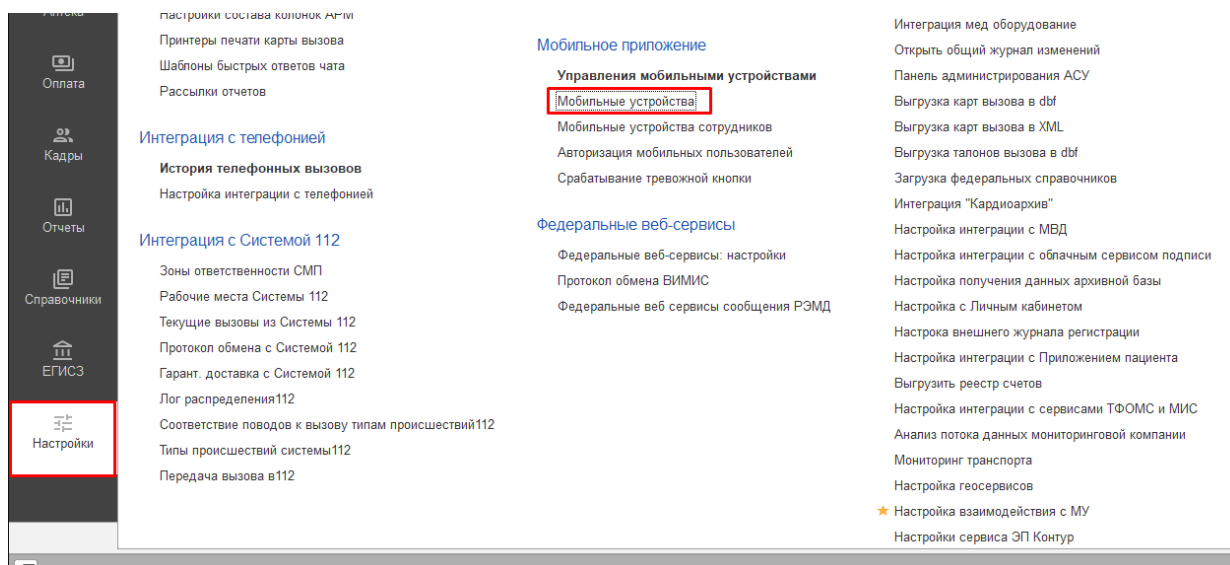 Аптека
Оплата
Кадры
Отчеты
Справочники
ЕГИСЗ
Настройки
Настройки состава колонок АРМ
Принтеры печати карты вызова
Шаблоны быстрых ответов чата
Рассылки отчетов
Интеграция с телефонией
История телефонных вызовов
Настройка интеграции с телефонией
Интеграция с Системой 112
Зоны ответственности СМП
Рабочие места Системы 112
Текущие вызовы из Системы 112
Протокол обмена с Системой 112
Гарант. доставка с Системой 112
Лог распределения112
Соответствие поводов к вызову типам происшествий112
Типы происшествий системы112
Передача вызова в112
Мобильное приложение
Управления мобильными устройствами
Мобильные устройства
Мобильные устройства сотрудников
Авторизация мобильных пользователей
Срабатывание тревожной кнопки
Федеральные веб-сервисы
Федеральные веб-сервисы: настройки
Протокол обмена ВИМИС
Федеральные веб сервисы сообщения РЭМД
Интеграция мед оборудование
Открыть общий журнал изменений
Панель администрирования АСУ
Выгрузка карт вызова в dbf
Выгрузка карт вызова в XML
Выгрузка талонов вызова в dbf
Загрузка федеральных справочников
Интеграция "Кардиоархив"
Настройка интеграции с МВД
Настройка интеграции с облачным сервисом подписи
Настройка получения данных архивной базы
Настройка с Личным кабинетом
Настрока внешнего журнала регистрации
Настройка интеграции с Приложением пациента
Выгрузить реестр счетов
Настройка интеграции с сервисами ТФОМС и МИС
Анализ потока данных мониторинговой компании
Мониторинг транспорта
Настройка геосервисов
Настройка взаимодействия с МУ
Настройки сервиса ЭП Контур